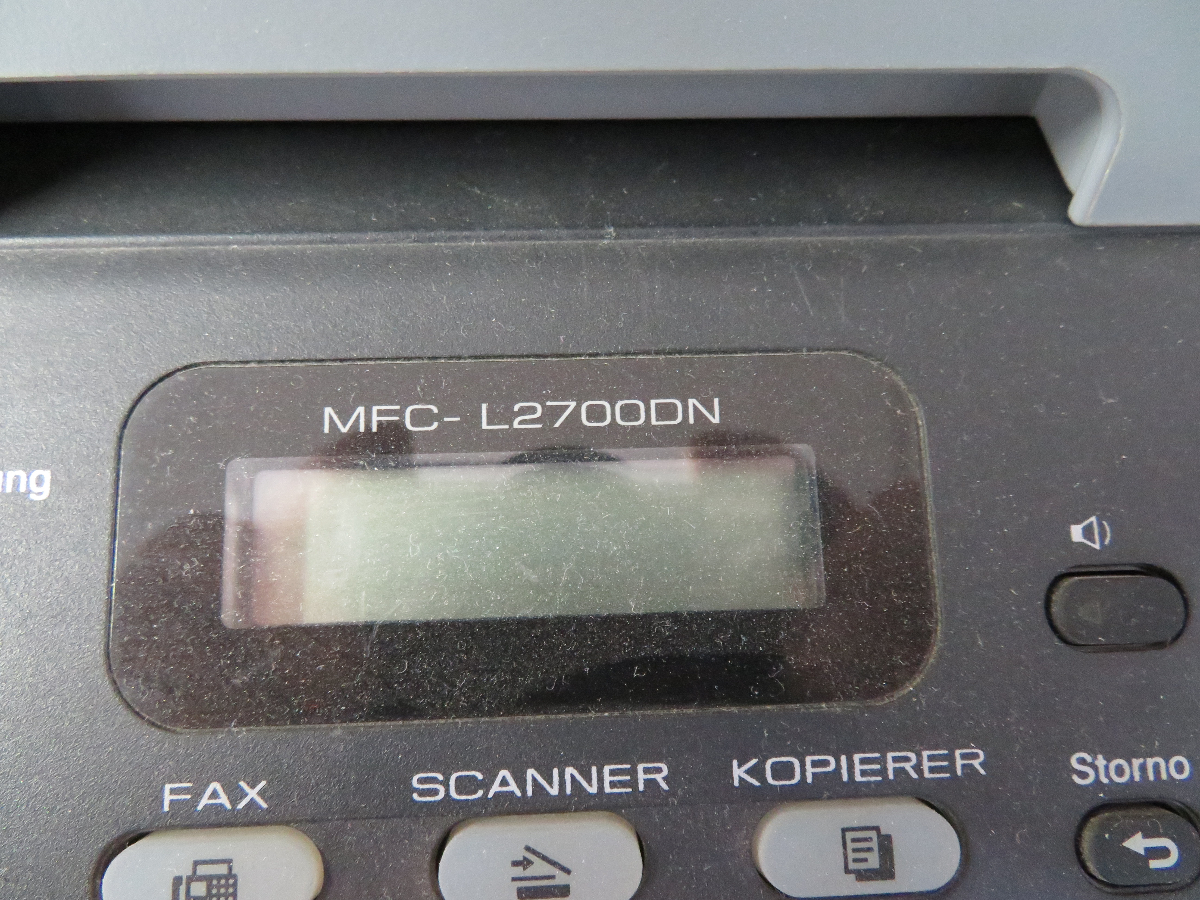 MFC- L2700DN
FAX
SCANNER
KOPIERER
Storno